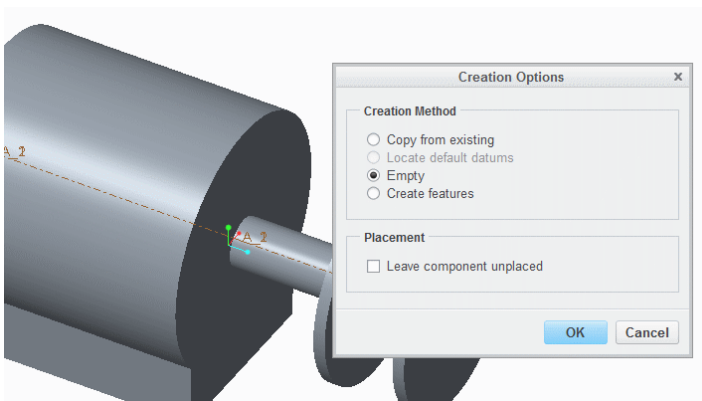 Creation Options
x
Creation Method
Copy from existing
Locate default datums
Empty
Create features
A_2
A_2
Placement
Leave component unplaced
OK Cancel